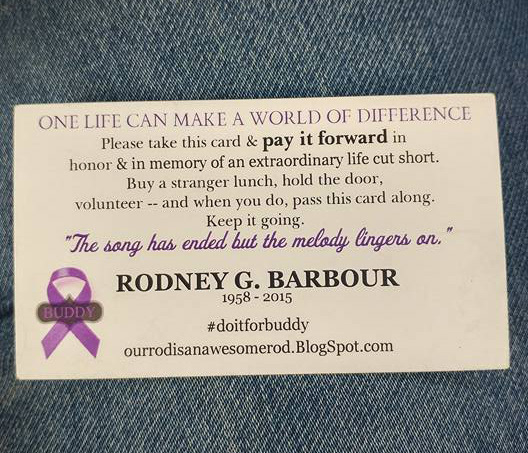 ONE LIFE CAN MAKE A WORLD OF DIFFERENCE
Please take this card & pay it forward in
honor & in memory of an extraordinary life cut short.
Buy a stranger lunch, hold the door,
volunteer -- and when you do, pass this card along.
Keep it going.
"The song has ended but the melody lingers on."
RODNEY G. BARBOUR
1958 - 2015
BUDDY
#doitforbuddy
ourrodisanawesomerod.BlogSpot.com